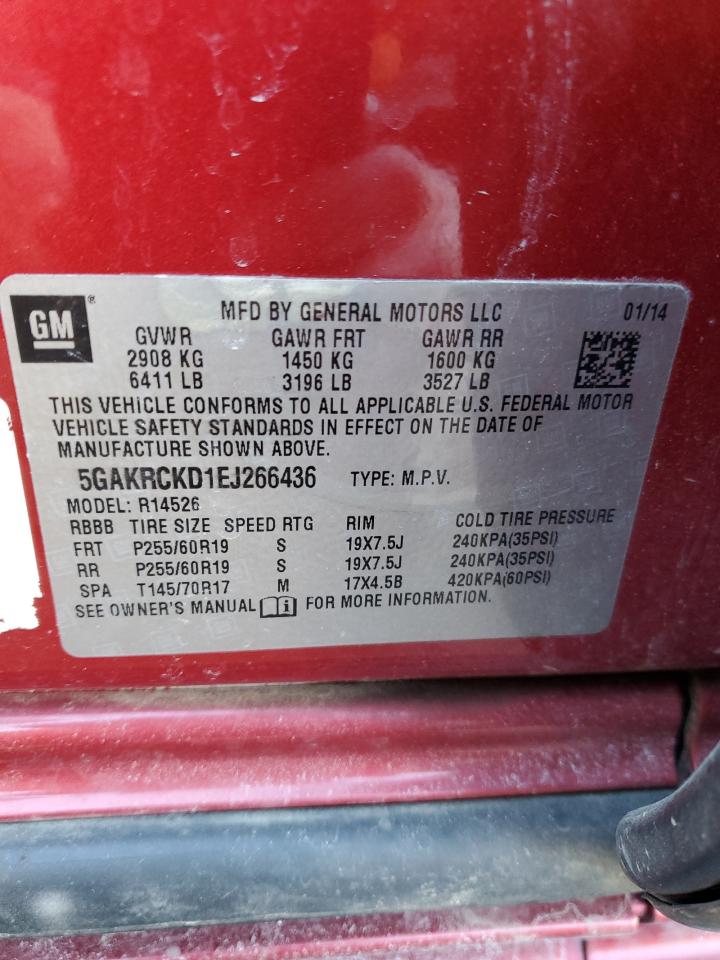 GM® MFD BY GENERAL MOTORS LLC 01/14
GVWR GAWR FRT GAWR RR
2908 KG 1450 KG 1600 KG
6411 LB 3196 LB 3527 LB
THIS VEHICLE CONFORMS TO ALL APPLICABLE U.S. FEDERAL MOTOR
VEHICLE SAFETY STANDARDS IN EFFECT ON THE DATE OF
MANUFACTURE SHOWN ABOVE.
5GAKRCKD1EJ266436 TYPE: M.P.V.
MODEL: R14526
RBBB TIRE SIZE SPEED RTG RIM COLD TIRE PRESSURE
FRT P255/60R19 S 19X7.5J 240KPA(35PSI)
RR P255/60R19 S 19X7.5J 240KPA(35PSI)
SPA T145/70R17 M 17X4.5B 420KPA(60PSI)
SEE OWNER'S MANUAL FOR MORE INFORMATION.